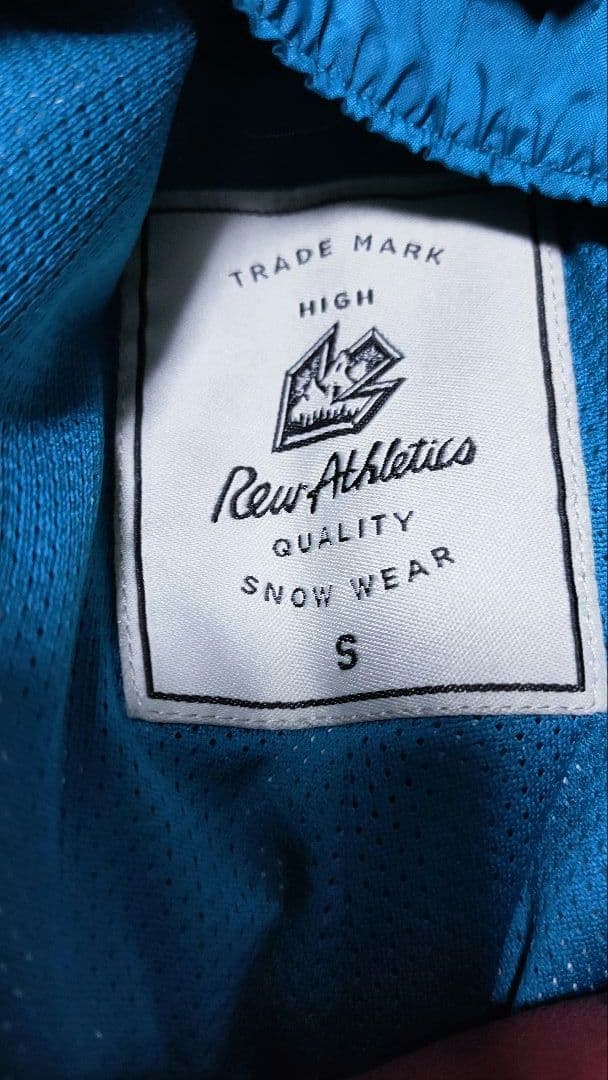 TRADE MARK
HIGH
Rew-Athletics
QUALITY
SNOW WEAR
S